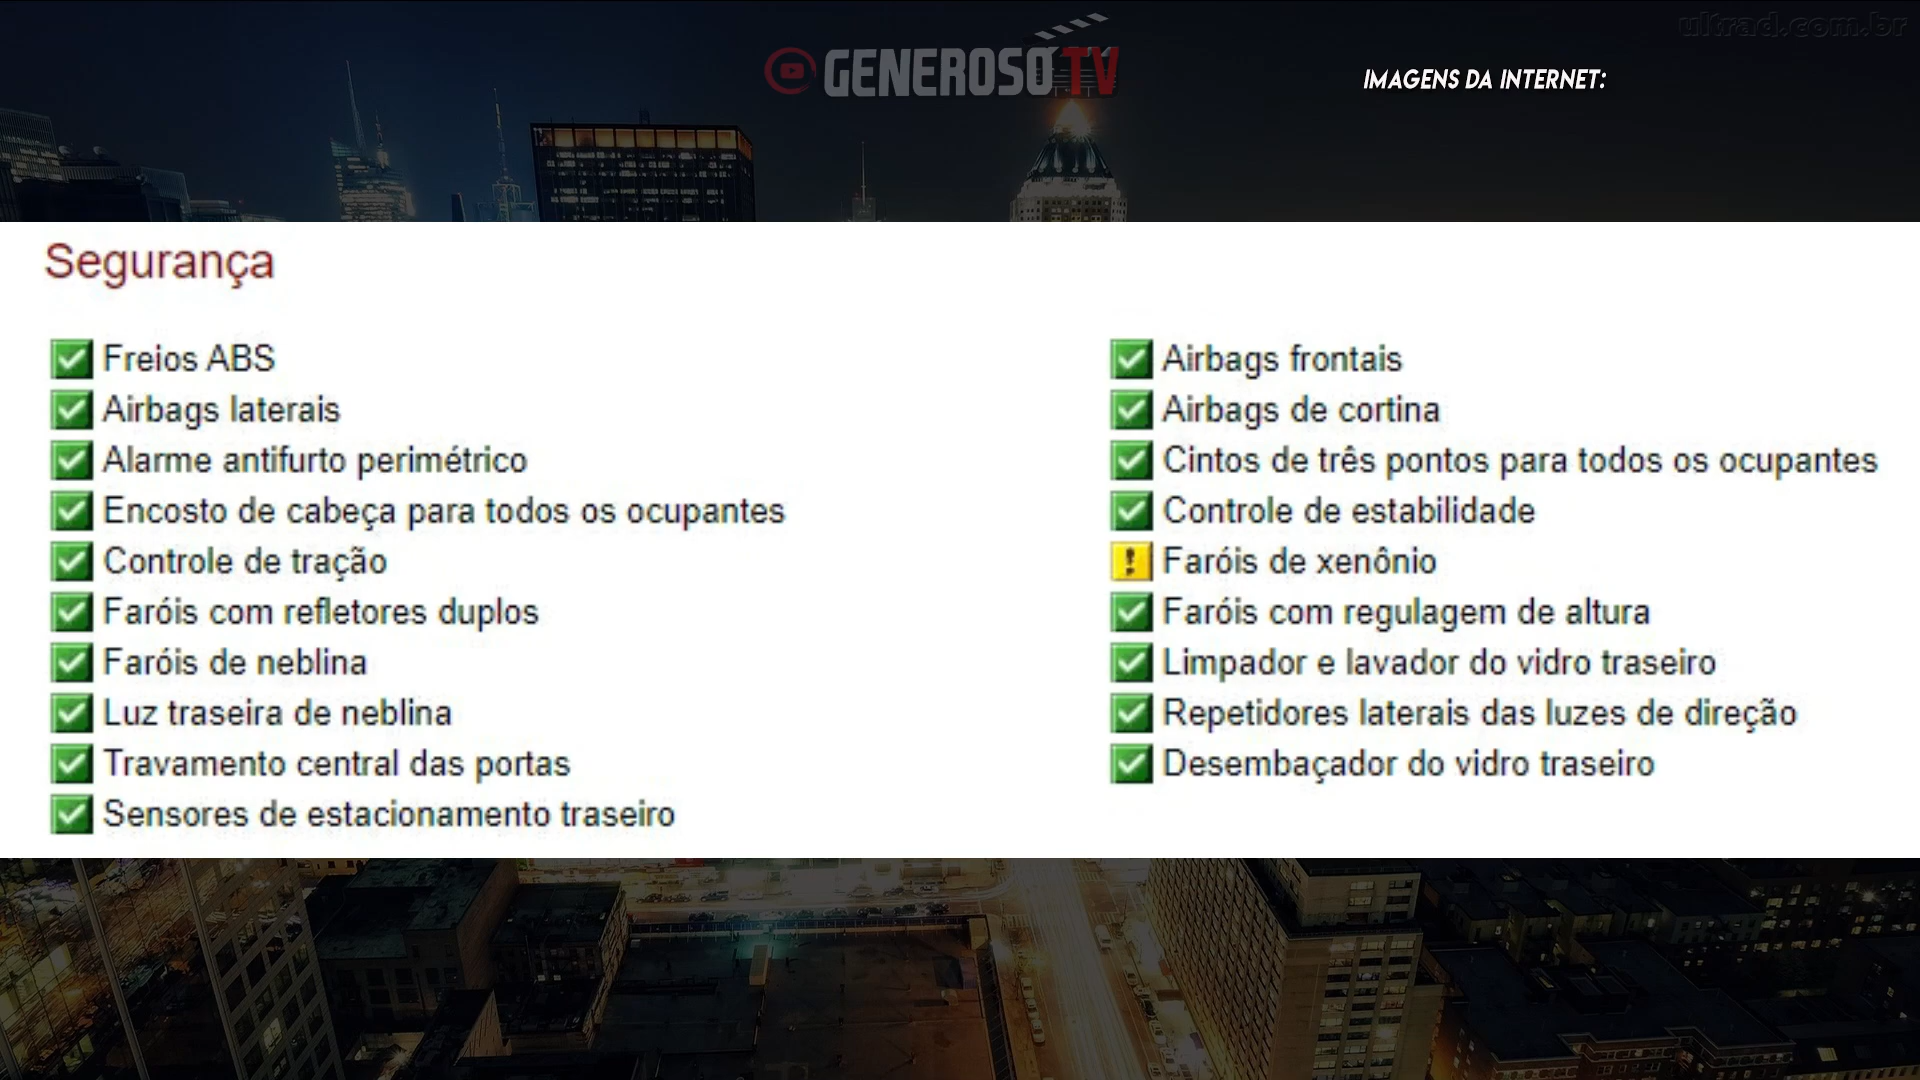 ultrad.com.br
GENEROSO TV
IMAGENS DA INTERNET:
Segurança
Freios ABS
Airbags laterais
Alarme antifurto perimétrico
Encosto de cabeça para todos os ocupantes
Controle de tração
Faróis com refletores duplos
Faróis de neblina
Luz traseira de neblina
Travamento central das portas
Sensores de estacionamento traseiro
Airbags frontais
Airbags de cortina
Cintos de três pontos para todos os ocupantes
Controle de estabilidade
Faróis de xenônio
Faróis com regulagem de altura
Limpador e lavador do vidro traseiro
Repetidores laterais das luzes de direção
Desembaçador do vidro traseiro